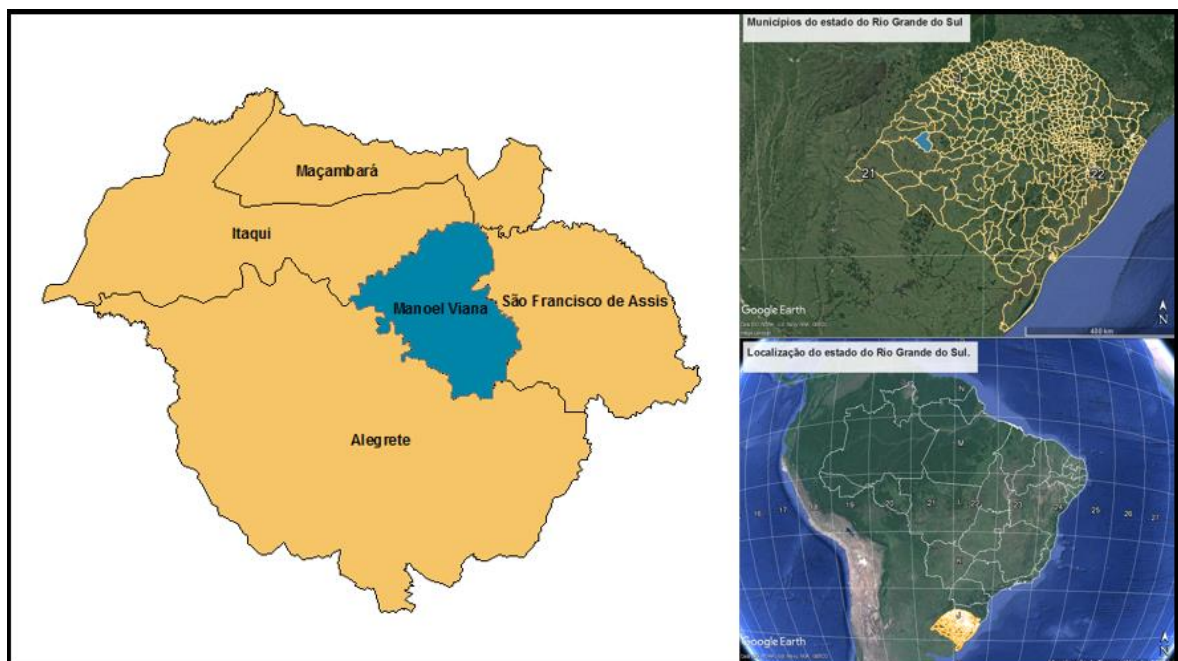 Maçambará
Itaqui
Manoel Viana
São Francisco de Assis
Alegrete
Municípios do estado do Rio Grande do Sul
21
22
Google Earth
400 km
N
Localização do estado do Rio Grande do Sul.
N
M
16 17 18 19 20 21 22 23 24 25 26 27
K
J
Google Earth
N